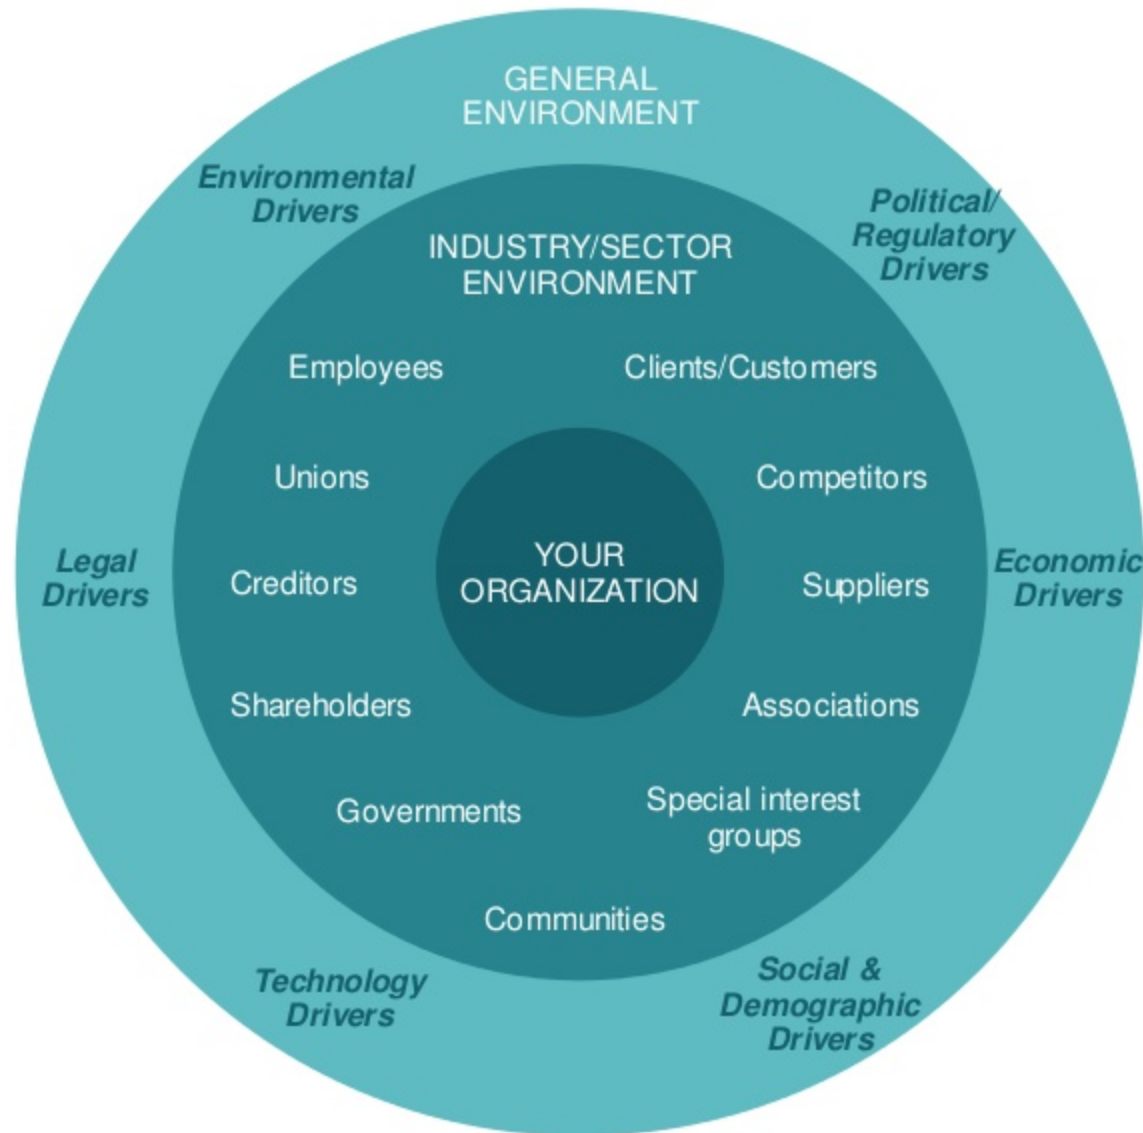 GENERAL
ENVIRONMENT
Environmental
Drivers
Political/
Regulatory
Drivers
INDUSTRY/SECTOR
ENVIRONMENT
Employees
Clients/Customers
Unions
Competitors
YOUR
ORGANIZATION
Legal
Drivers
Creditors
Suppliers
Economic
Drivers
Shareholders
Associations
Governments
Special interest
groups
Communities
Technology
Drivers
Social &
Demographic
Drivers